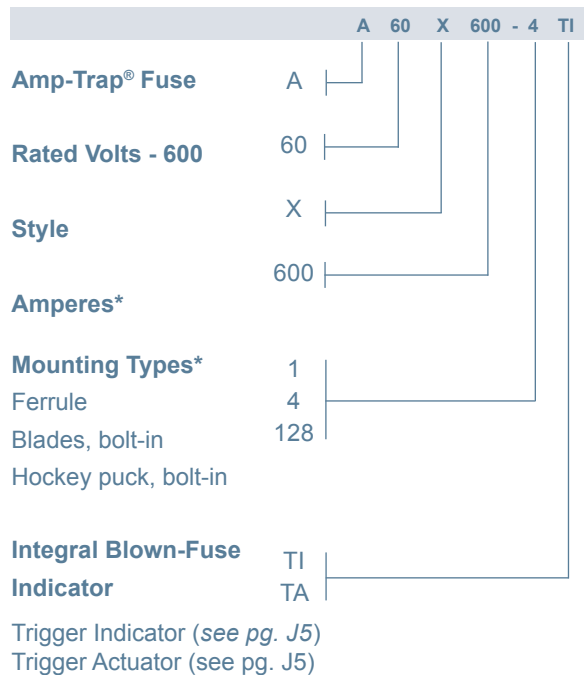 A 60 X 600 - 4 TI
Amp-Trap® Fuse A
Rated Volts - 600 60
Style X
Amperes* 600
Mounting Types* 1
Ferrule 4
Blades, bolt-in 128
Hockey puck, bolt-in
Integral Blown-Fuse TI
Indicator TA
Trigger Indicator (see pg. J5)
Trigger Actuator (see pg. J5)